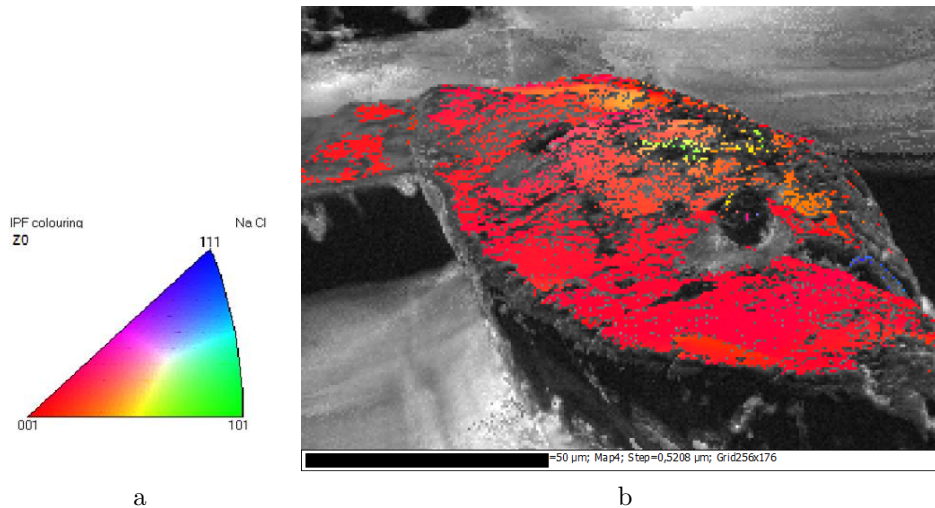 IPF colouring Na Cl
Z0
111
001 101
=50 µm; Map4; Step=0,5208 µm; Grid256x176
a b